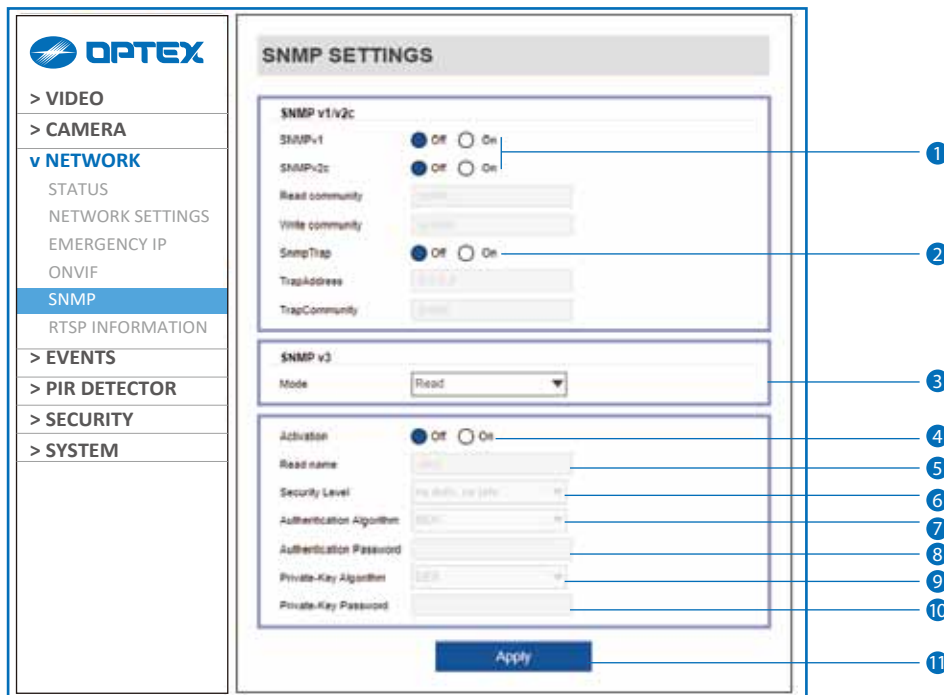 OPTEX
> VIDEO
> CAMERA
v NETWORK
STATUS
NETWORK SETTINGS
EMERGENCY IP
ONVIF
SNMP
RTSP INFORMATION
> EVENTS
> PIR DETECTOR
> SECURITY
> SYSTEM
SNMP SETTINGS
SNMP v1/v2c
SNMPv1 Off On 1
SNMPv2c Off On
Read community
Write community
SnmpTrap Off On 2
TrapAddress
TrapCommunity
SNMP v3
Mode Read 3
Activation Off On 4
Read name 5
Security Level 6
Authentication Algorithm 7
Authentication Password 8
Private-Key Algorithm 9
Private-Key Password 10
Apply 11